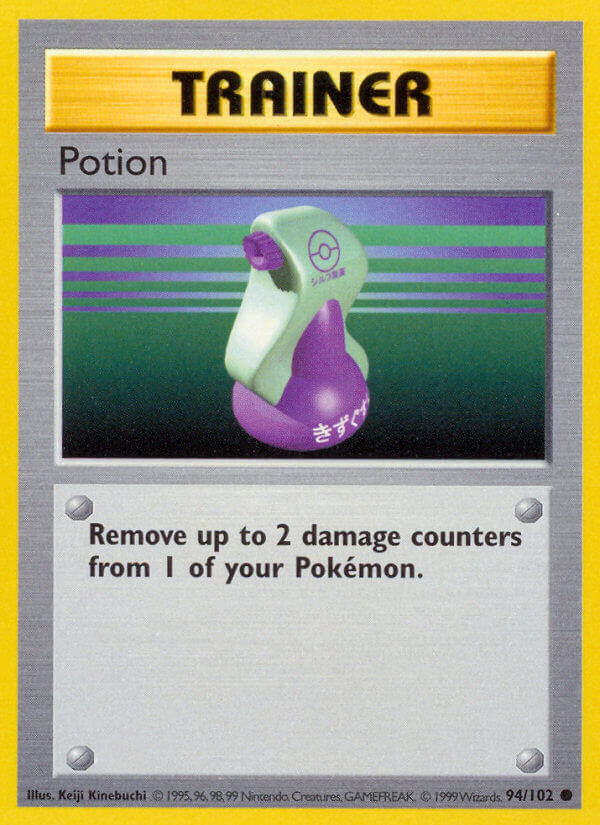 TRAINER
Potion
シルフ製薬
きずぐ
Remove up to 2 damage counters
from 1 of your Pokémon.
Illus. Keiji Kinebuchi © 1995, 96, 98, 99 Nintendo, Creatures, GAMEFREAK. © 1999 Wizards. 94/102 ●